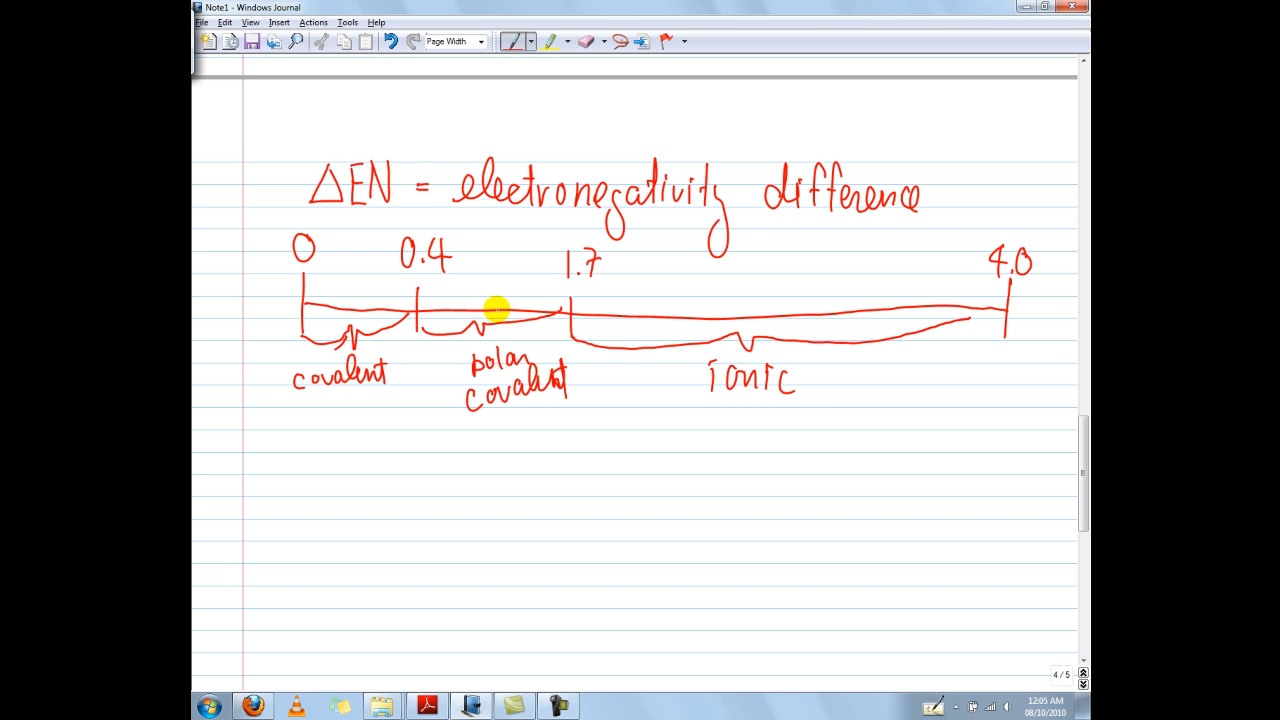 Note1 - Windows Journal
File Edit View Insert Actions Tools Help
Page Width
ΔEN = electronegativity difference
0 0.4 1.7 4.0
covalent polar covalent ionic
4 / 5
12:05 AM
08/10/2010